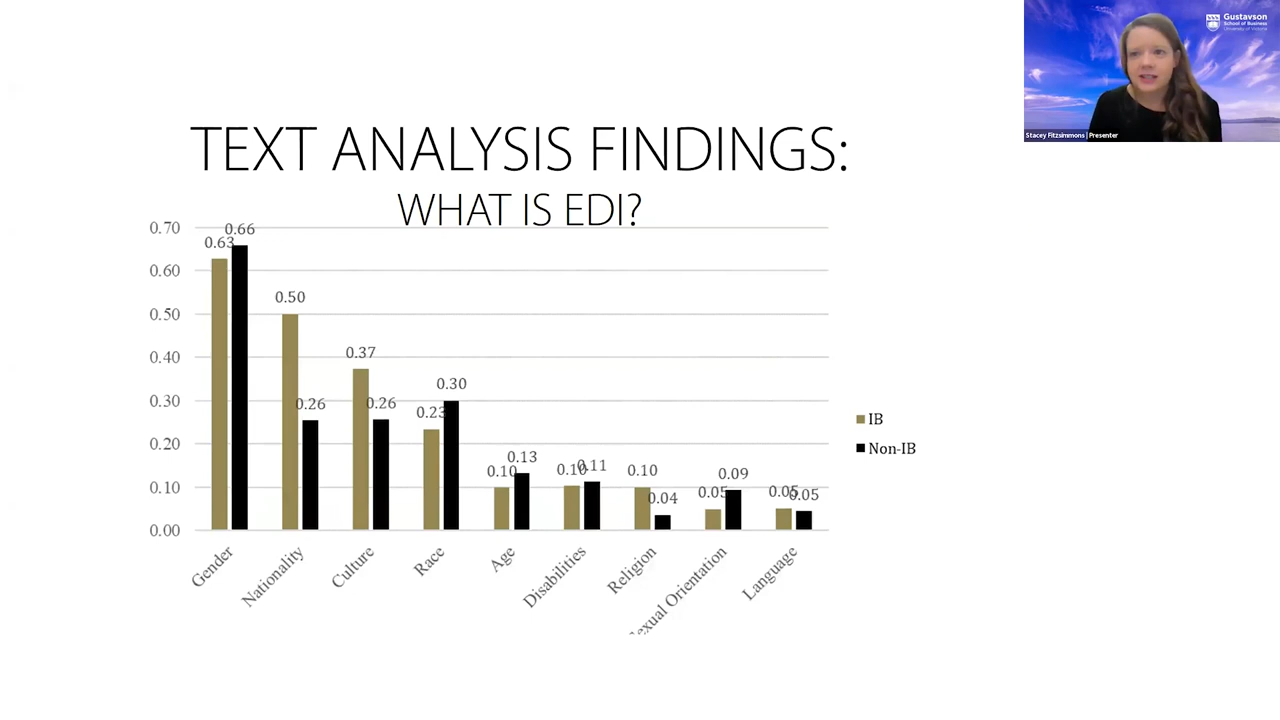 Gustavson
School of Business
University of Victoria
Stacey Fitzsimmons | Presenter
TEXT ANALYSIS FINDINGS:
WHAT IS EDI?
0.70
0.60
0.50
0.40
0.30
0.20
0.10
0.00
0.63
0.66
0.50
0.26
0.37
0.26
0.23
0.30
0.10
0.13
0.10
0.11
0.10
0.04
0.05
0.09
0.05
0.05
Gender
Nationality
Culture
Race
Age
Disabilities
Religion
exual Orientation
Language
IB
Non-IB